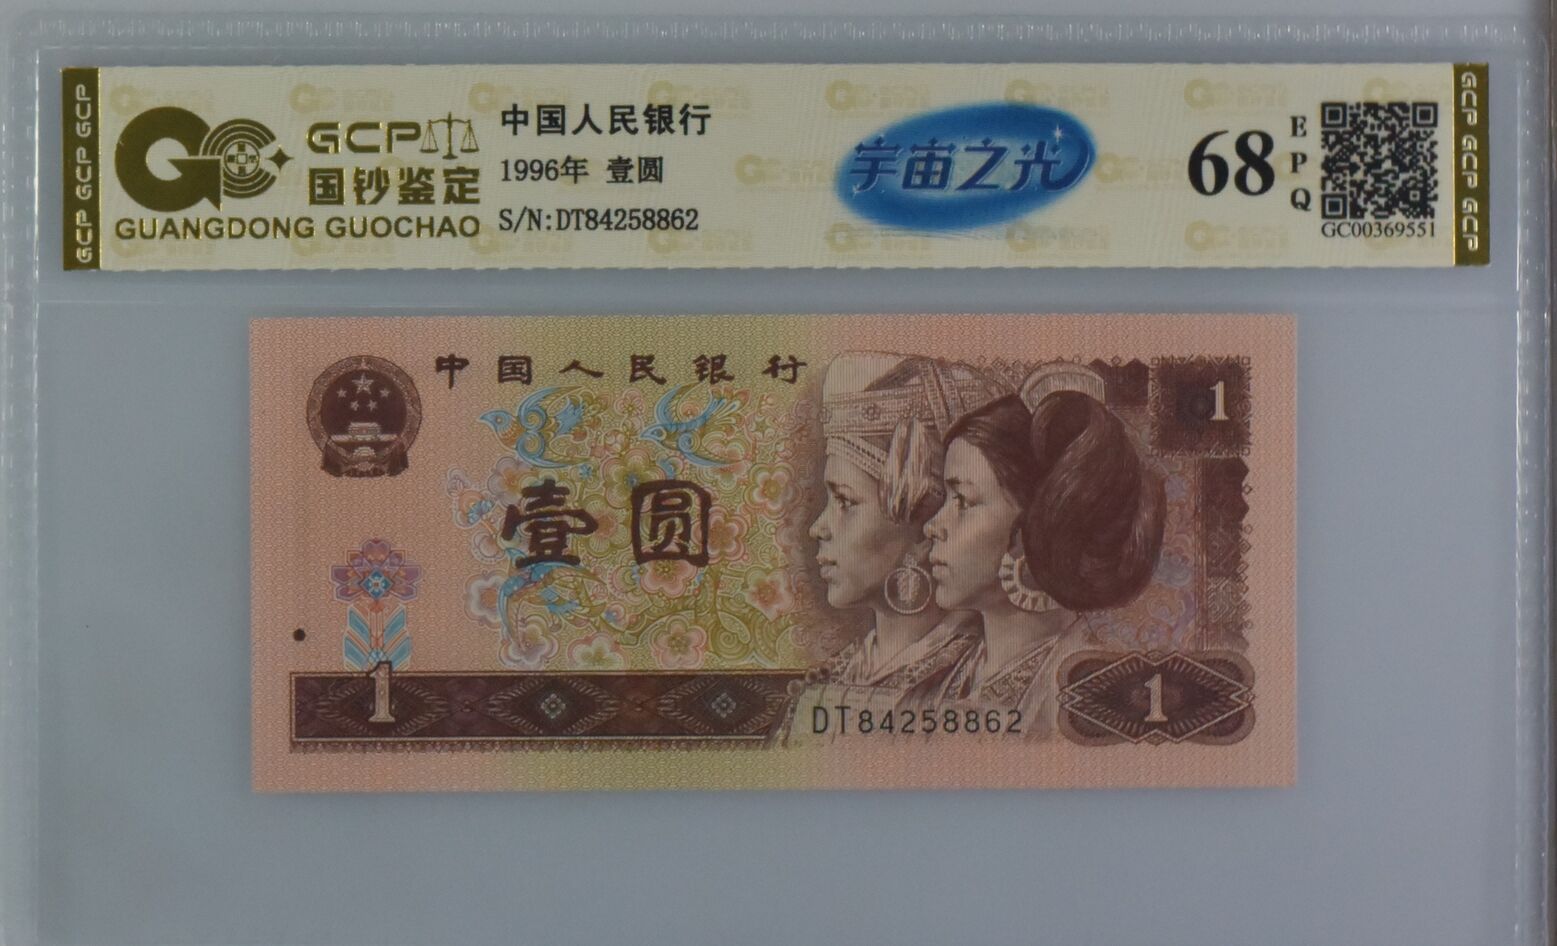 GCP GCP GCP
GCP
国钞鉴定
GUANGDONG GUOCHAO
中国人民银行
1996年 壹圆
S/N:DT84258862
宇宙之光
68
EPQ
GC00369551
GCP GCP GCP
中国人民银行
1
壹圆
1
DT84258862
1